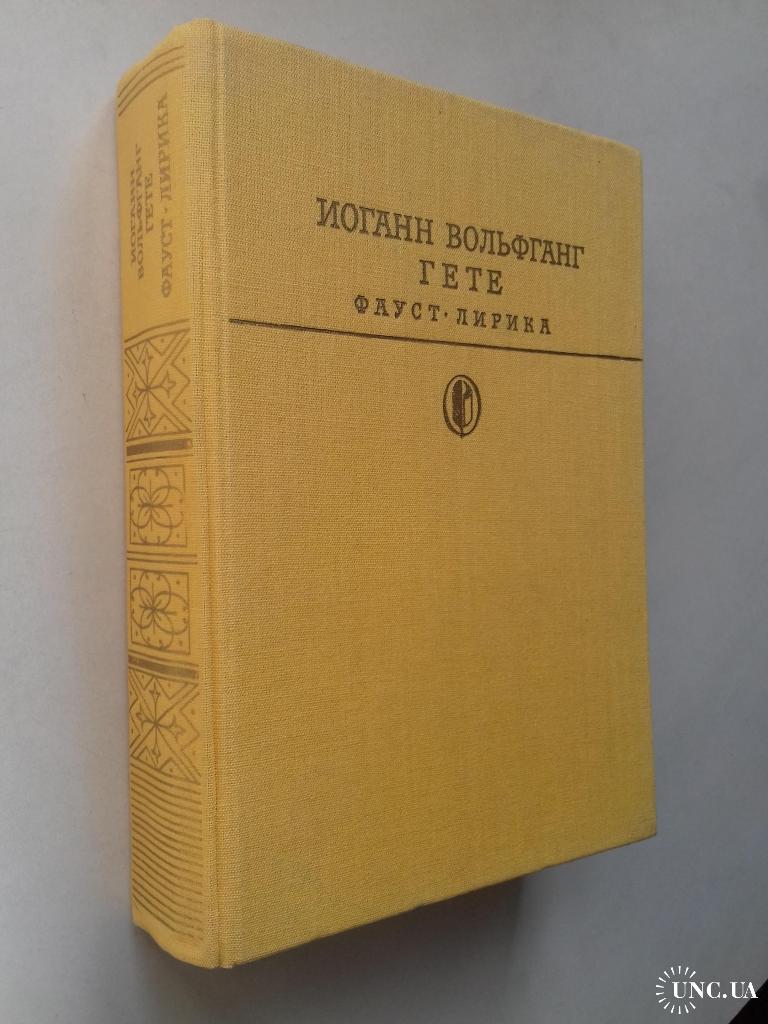 ИОГАНН
ВОЛЬФГАНГ
ГЕТЕ
ФАУСТ · ЛИРИКА
ИОГАНН ВОЛЬФГАНГ
ГЕТЕ
ФАУСТ · ЛИРИКА
UNC.UA